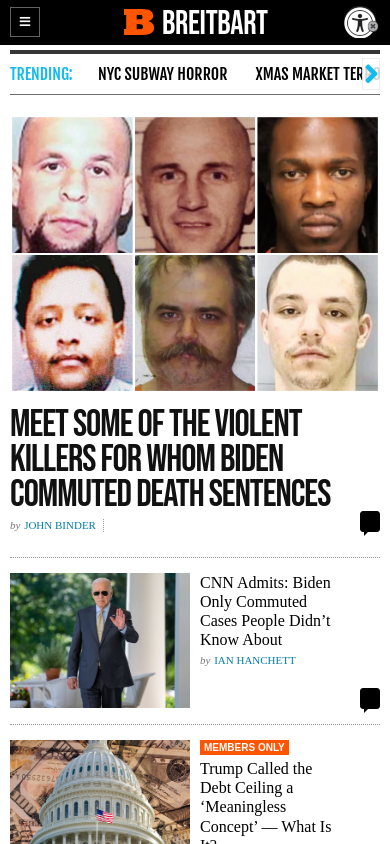 BREITBART
TRENDING:
NYC SUBWAY HORROR
XMAS MARKET TER
MEET SOME OF THE VIOLENT
KILLERS FOR WHOM BIDEN
COMMUTED DEATH SENTENCES
by JOHN BINDER
CNN Admits: Biden
Only Commuted
Cases People Didn’t
Know About
by IAN HANCHETT
MEMBERS ONLY
Trump Called the
Debt Ceiling a
‘Meaningless
Concept’ — What Is
It?